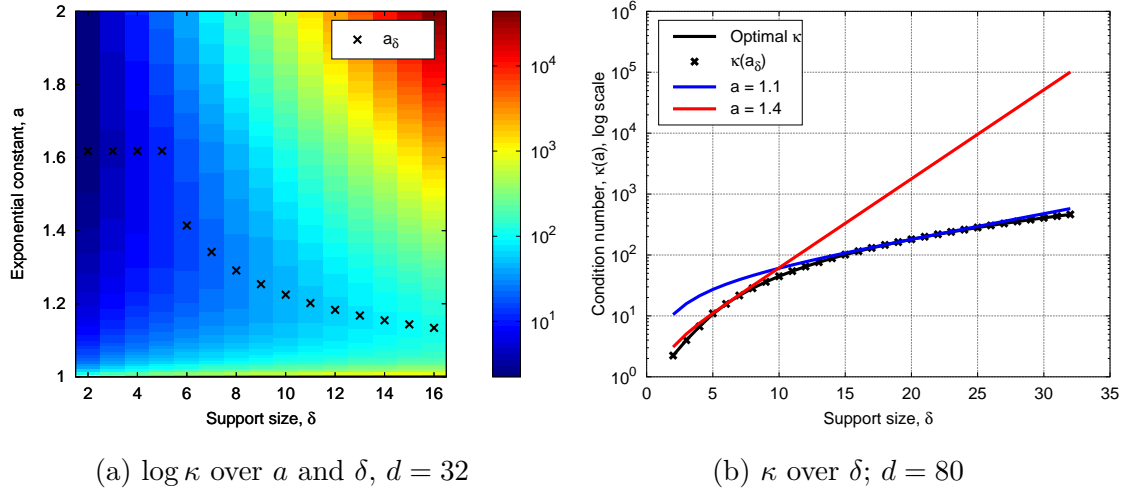 2
1.8
1.6
1.4
1.2
1
Exponential constant, a
2 4 6 8 10 12 14 16
Support size, δ
a_δ
10^4
10^3
10^2
10^1
(a) log κ over a and δ, d = 32
10^6
10^5
10^4
10^3
10^2
10^1
10^0
Condition number, κ(a), log scale
0 5 10 15 20 25 30 35
Support size, δ
Optimal κ
κ(a_δ)
a = 1.1
a = 1.4
(b) κ over δ; d = 80